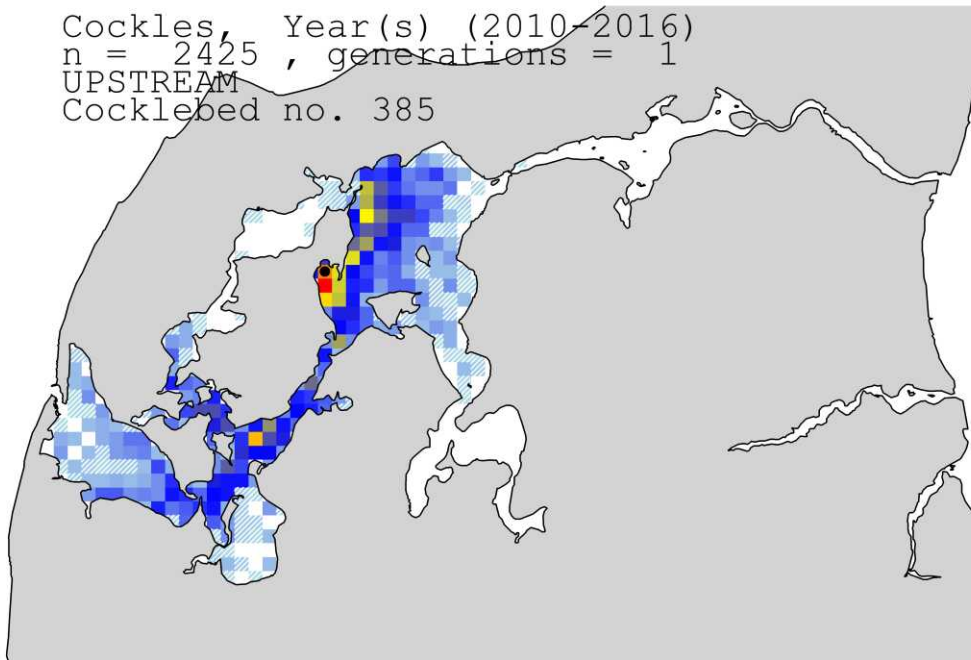 Cockles, Year(s) (2010-2016)
n = 2425 , generations = 1
UPSTREAM
Cocklebed no. 385